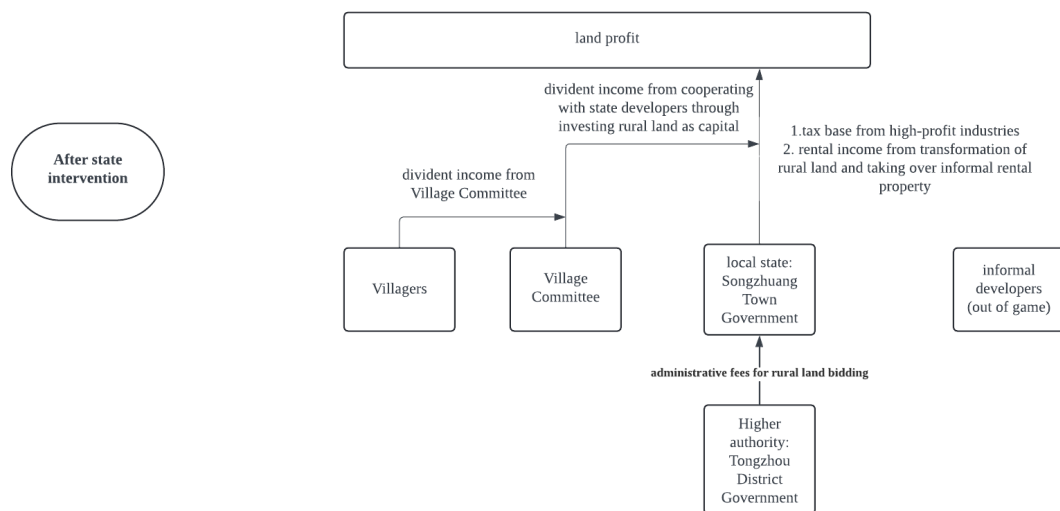 land profit
divident income from cooperating
with state developers through
investing rural land as capital
1.tax base from high-profit industries
2. rental income from transformation of
rural land and taking over informal rental
property
After state
intervention
divident income from
Village Committee
Villagers
Village
Committee
local state:
Songzhuang
Town
Government
informal
developers
(out of game)
administrative fees for rural land bidding
Higher
authority:
Tongzhou
District
Government